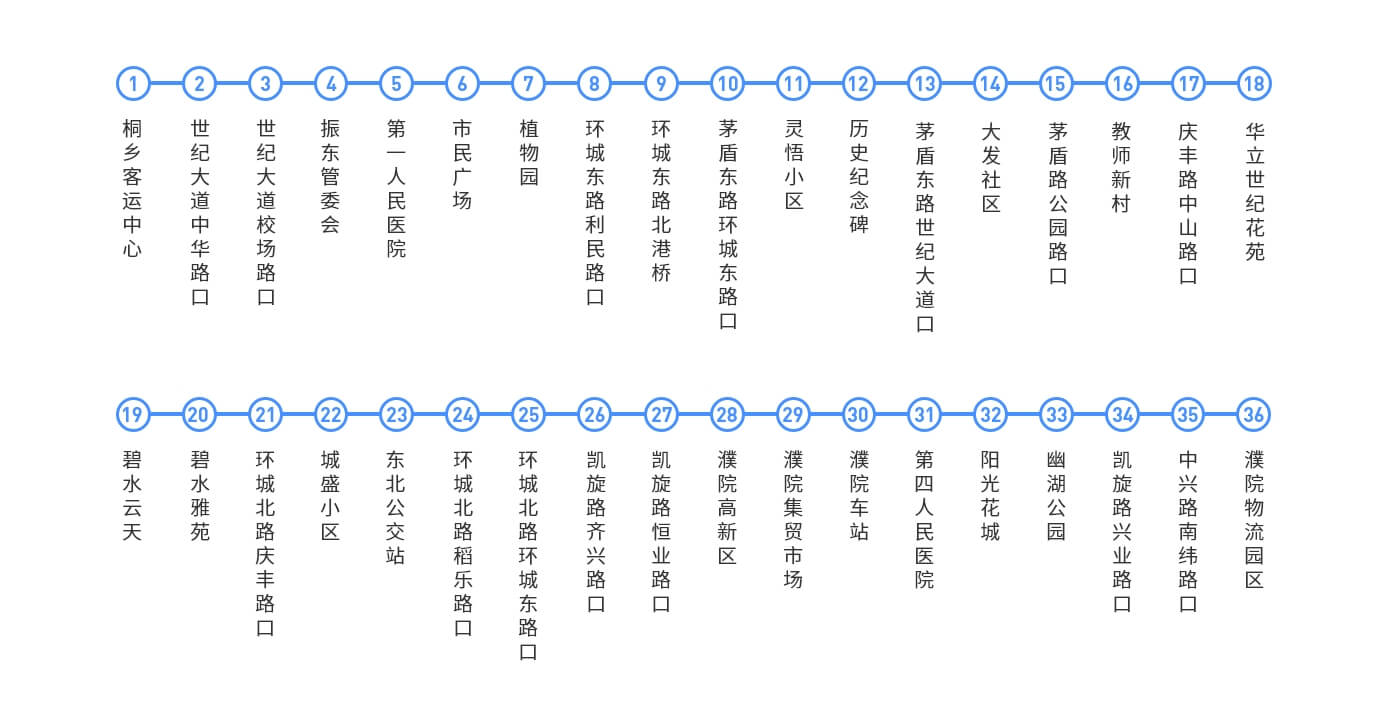 1 2 3 4 5 6 7 8 9 10 11 12 13 14 15 16 17 18
桐乡客运中心
世纪大道中华路口
世纪大道校场路口
振东管委会
第一人民医院
市民广场
植物园
环城东路利民路口
环城东路北港桥
茅盾东路环城东路口
灵悟小区
历史纪念碑
茅盾东路世纪大道口
大发社区
茅盾路公园路口
教师新村
庆丰路中山路口
华立世纪花苑
19 20 21 22 23 24 25 26 27 28 29 30 31 32 33 34 35 36
碧水云天
碧水雅苑
环城北路庆丰路口
城盛小区
东北公交站
环城北路稻乐路口
环城北路环城东路口
凯旋路齐兴路口
凯旋路恒业路口
濮院高新区
濮院集贸市场
濮院车站
第四人民医院
阳光花城
幽湖公园
凯旋路兴业路口
中兴路南纬路口
濮院物流园区